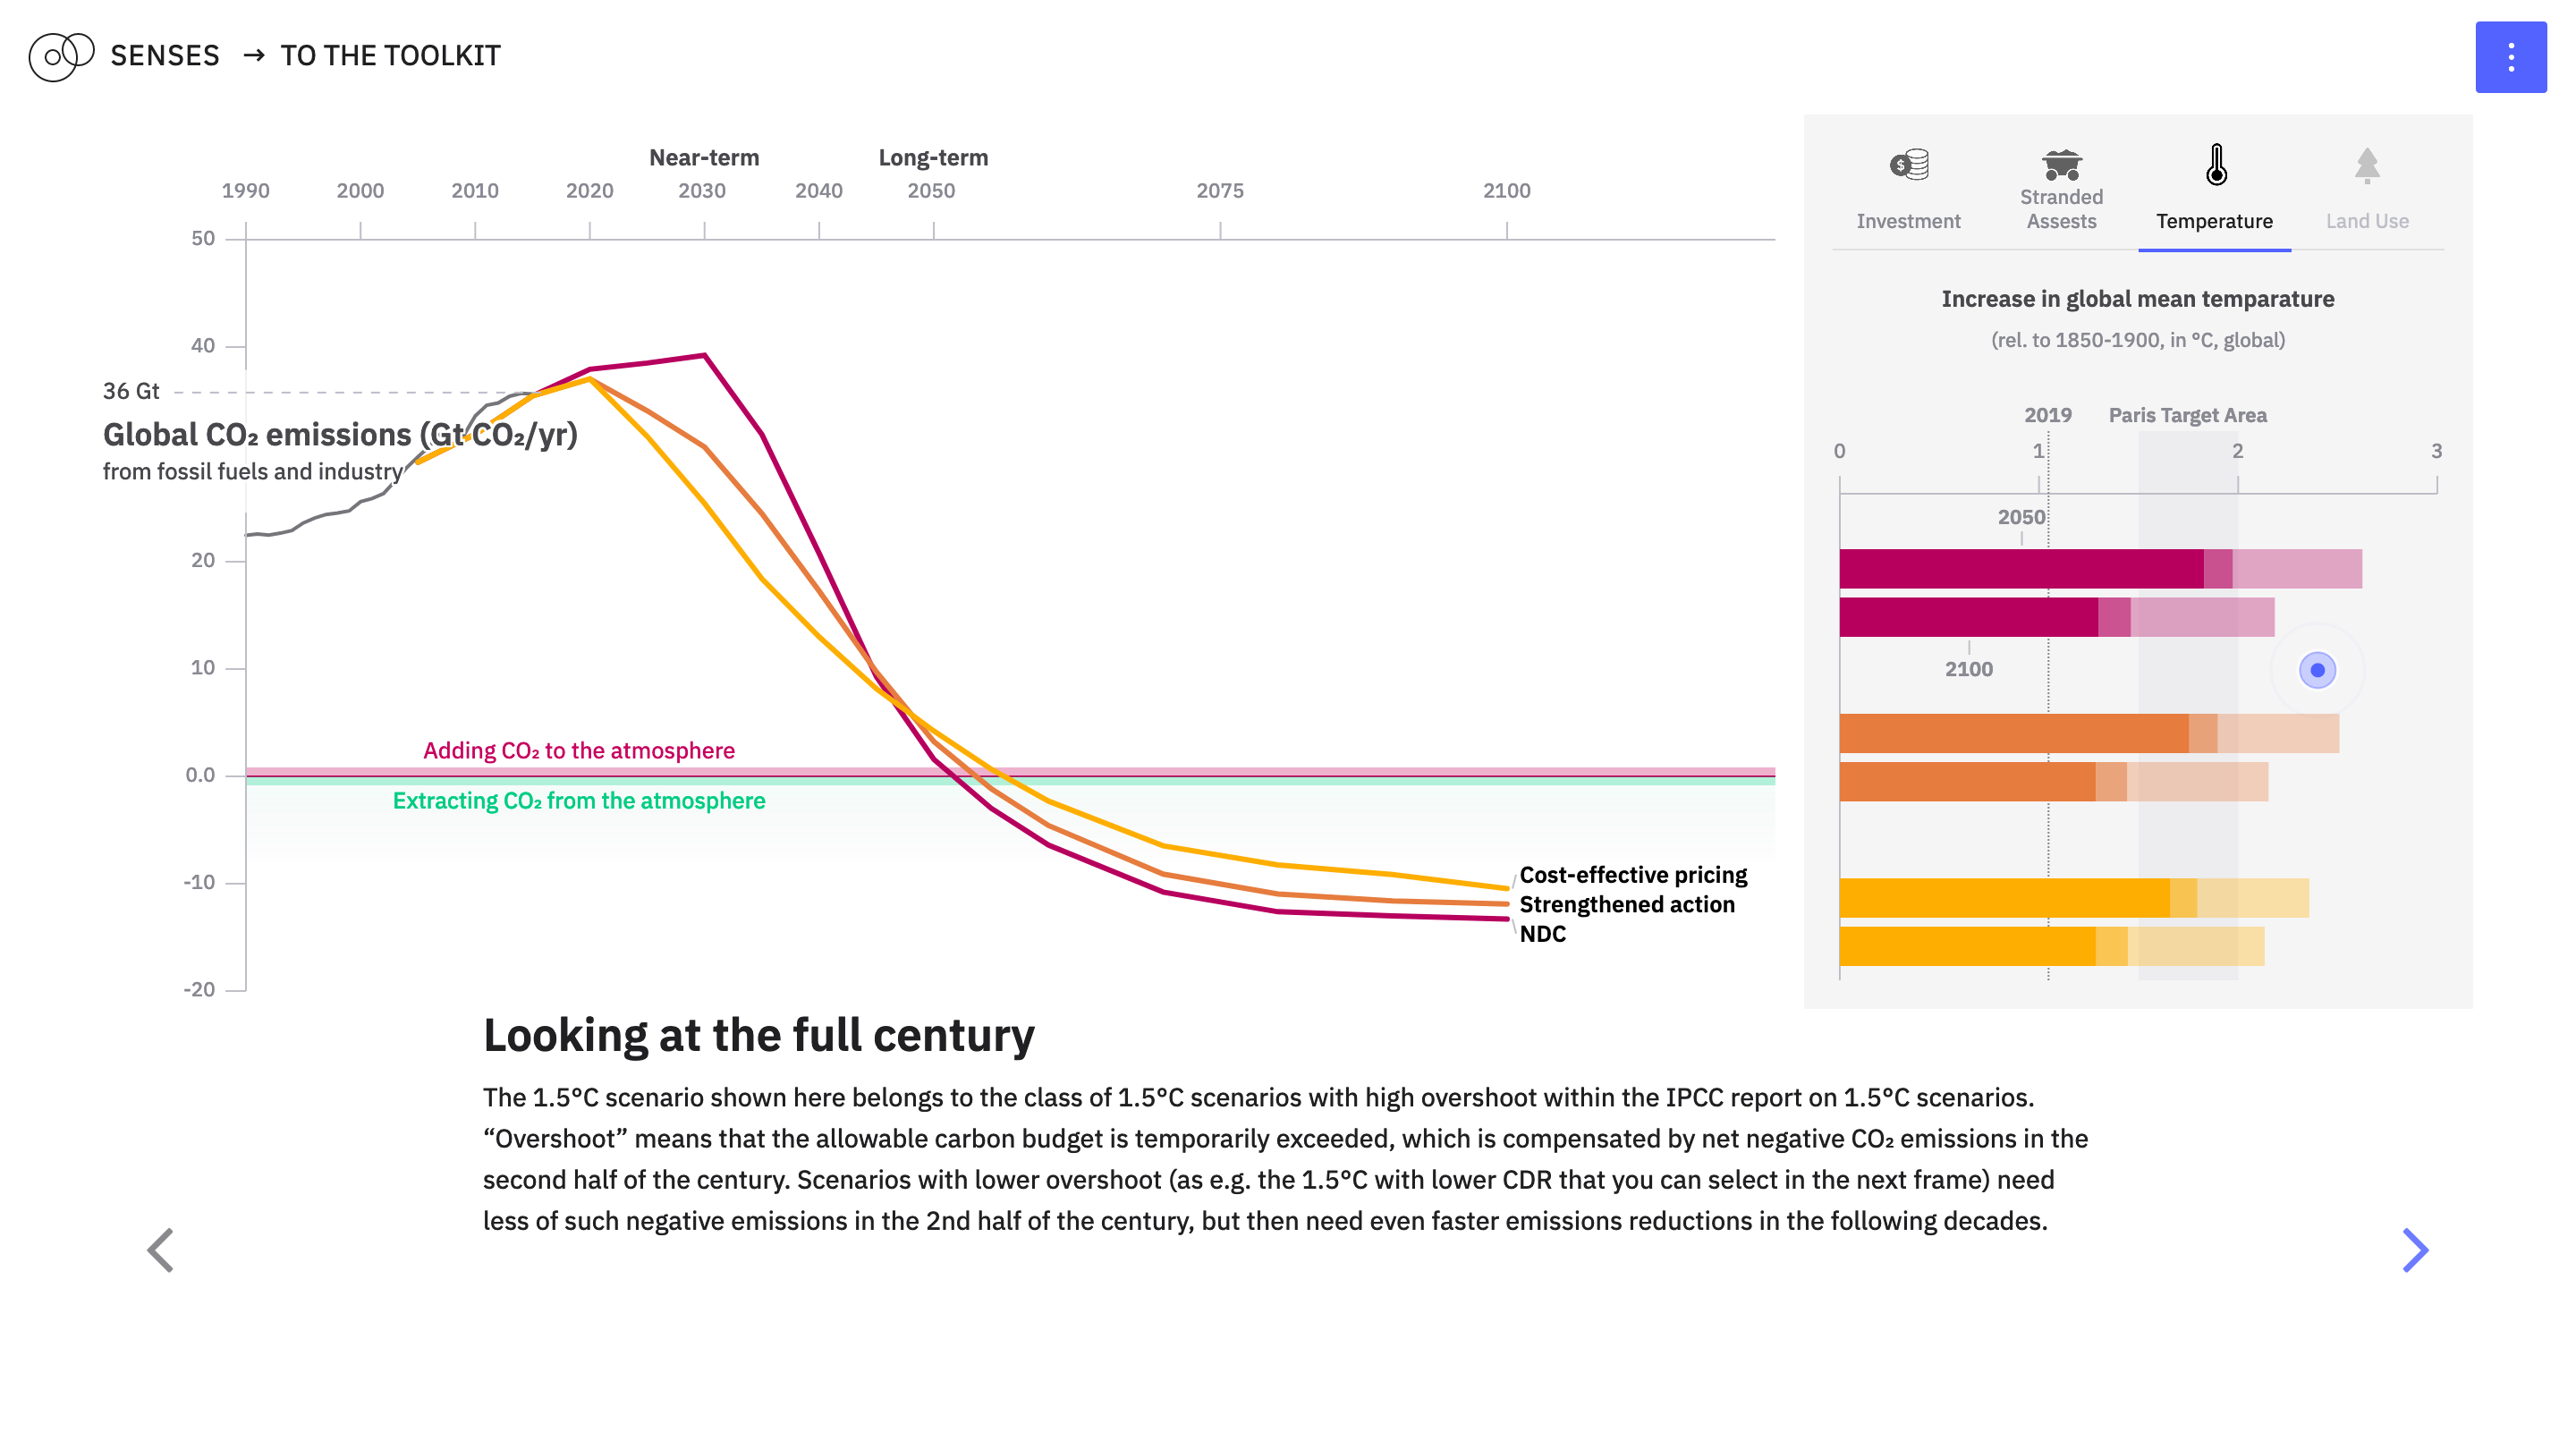 SENSES → TO THE TOOLKIT
Near-term Long-term
1990 2000 2010 2020 2030 2040 2050 2075 2100
50
40
36 Gt
Global CO₂ emissions (Gt CO₂/yr)
from fossil fuels and industry
20
10
Adding CO₂ to the atmosphere
0.0
Extracting CO₂ from the atmosphere
-10
-20
Cost-effective pricing
Strengthened action
NDC
Investment
Stranded
Assests
Temperature
Land Use
Increase in global mean temparature
(rel. to 1850-1900, in °C, global)
2019 Paris Target Area
0 1 2 3
2050
2100
Looking at the full century
The 1.5°C scenario shown here belongs to the class of 1.5°C scenarios with high overshoot within the IPCC report on 1.5°C scenarios.
“Overshoot” means that the allowable carbon budget is temporarily exceeded, which is compensated by net negative CO₂ emissions in the
second half of the century. Scenarios with lower overshoot (as e.g. the 1.5°C with lower CDR that you can select in the next frame) need
less of such negative emissions in the 2nd half of the century, but then need even faster emissions reductions in the following decades.